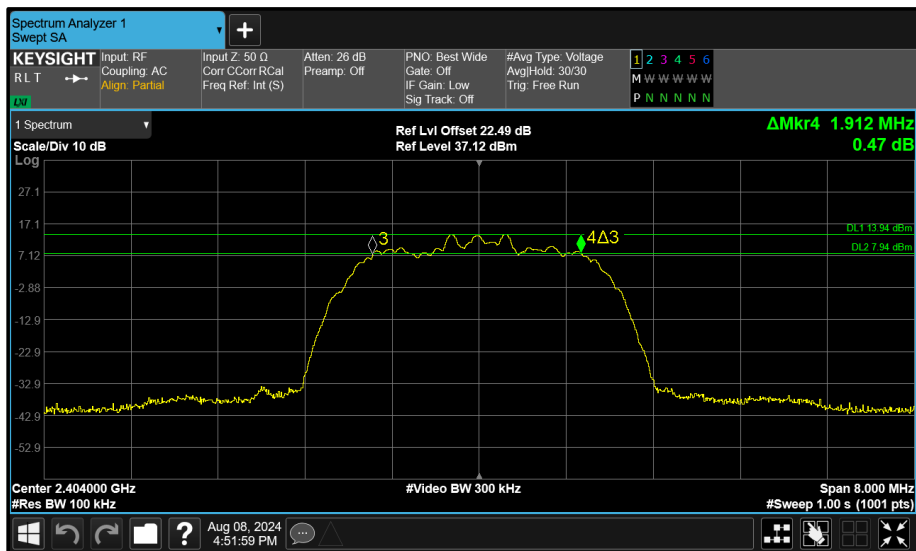 Spectrum Analyzer 1
Swept SA
KEYSIGHT
R L T
LXI
Input: RF
Coupling: AC
Align: Partial
Input Z: 50 Ω
Corr CCorr RCal
Freq Ref: Int (S)
Atten: 26 dB
Preamp: Off
PNO: Best Wide
Gate: Off
IF Gain: Low
Sig Track: Off
#Avg Type: Voltage
Avg|Hold: 30/30
Trig: Free Run
1 2 3 4 5 6
M W W W W W
P N N N N N
1 Spectrum
Scale/Div 10 dB
Log
Ref Lvl Offset 22.49 dB
Ref Level 37.12 dBm
ΔMkr4 1.912 MHz
0.47 dB
27.1
17.1
7.12
-2.88
-12.9
-22.9
-32.9
-42.9
-52.9
3
4Δ3
DL1 13.94 dBm
DL2 7.94 dBm
Center 2.404000 GHz
#Res BW 100 kHz
#Video BW 300 kHz
Span 8.000 MHz
#Sweep 1.00 s (1001 pts)
?
Aug 08, 2024
4:51:59 PM